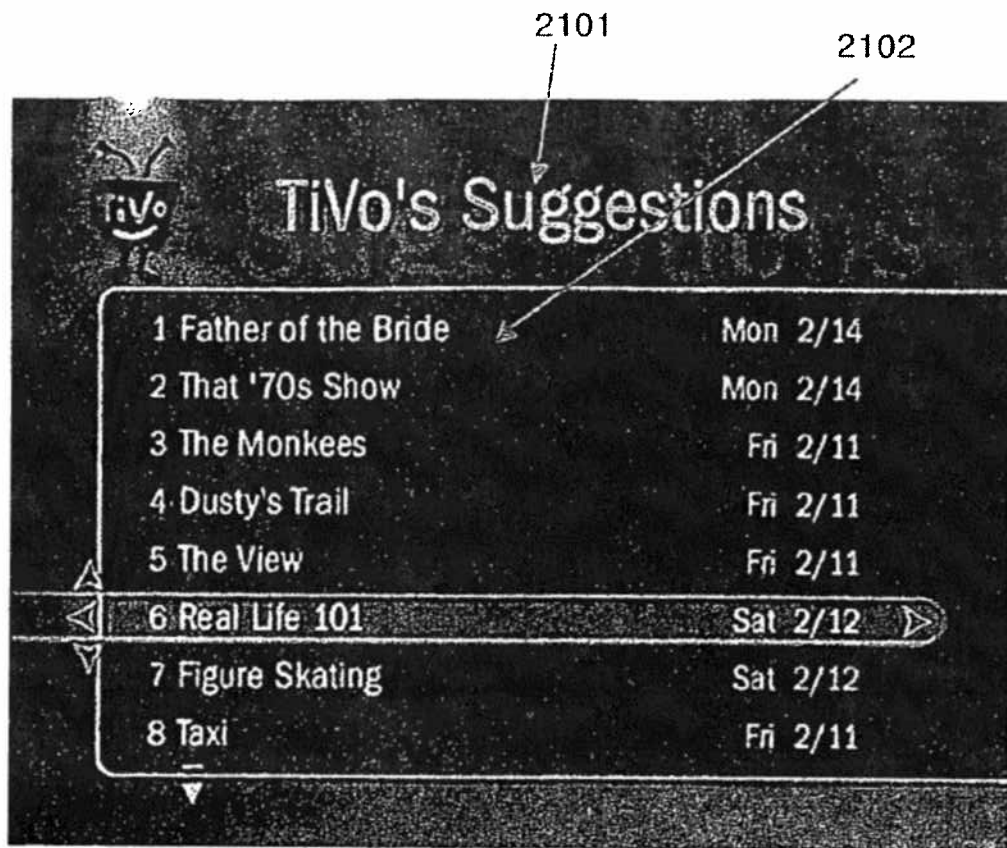 2101
2102
TiVo
TiVo's Suggestions
1 Father of the Bride Mon 2/14
2 That '70s Show Mon 2/14
3 The Monkees Fri 2/11
4 Dusty's Trail Fri 2/11
5 The View Fri 2/11
6 Real Life 101 Sat 2/12
7 Figure Skating Sat 2/12
8 Taxi Fri 2/11